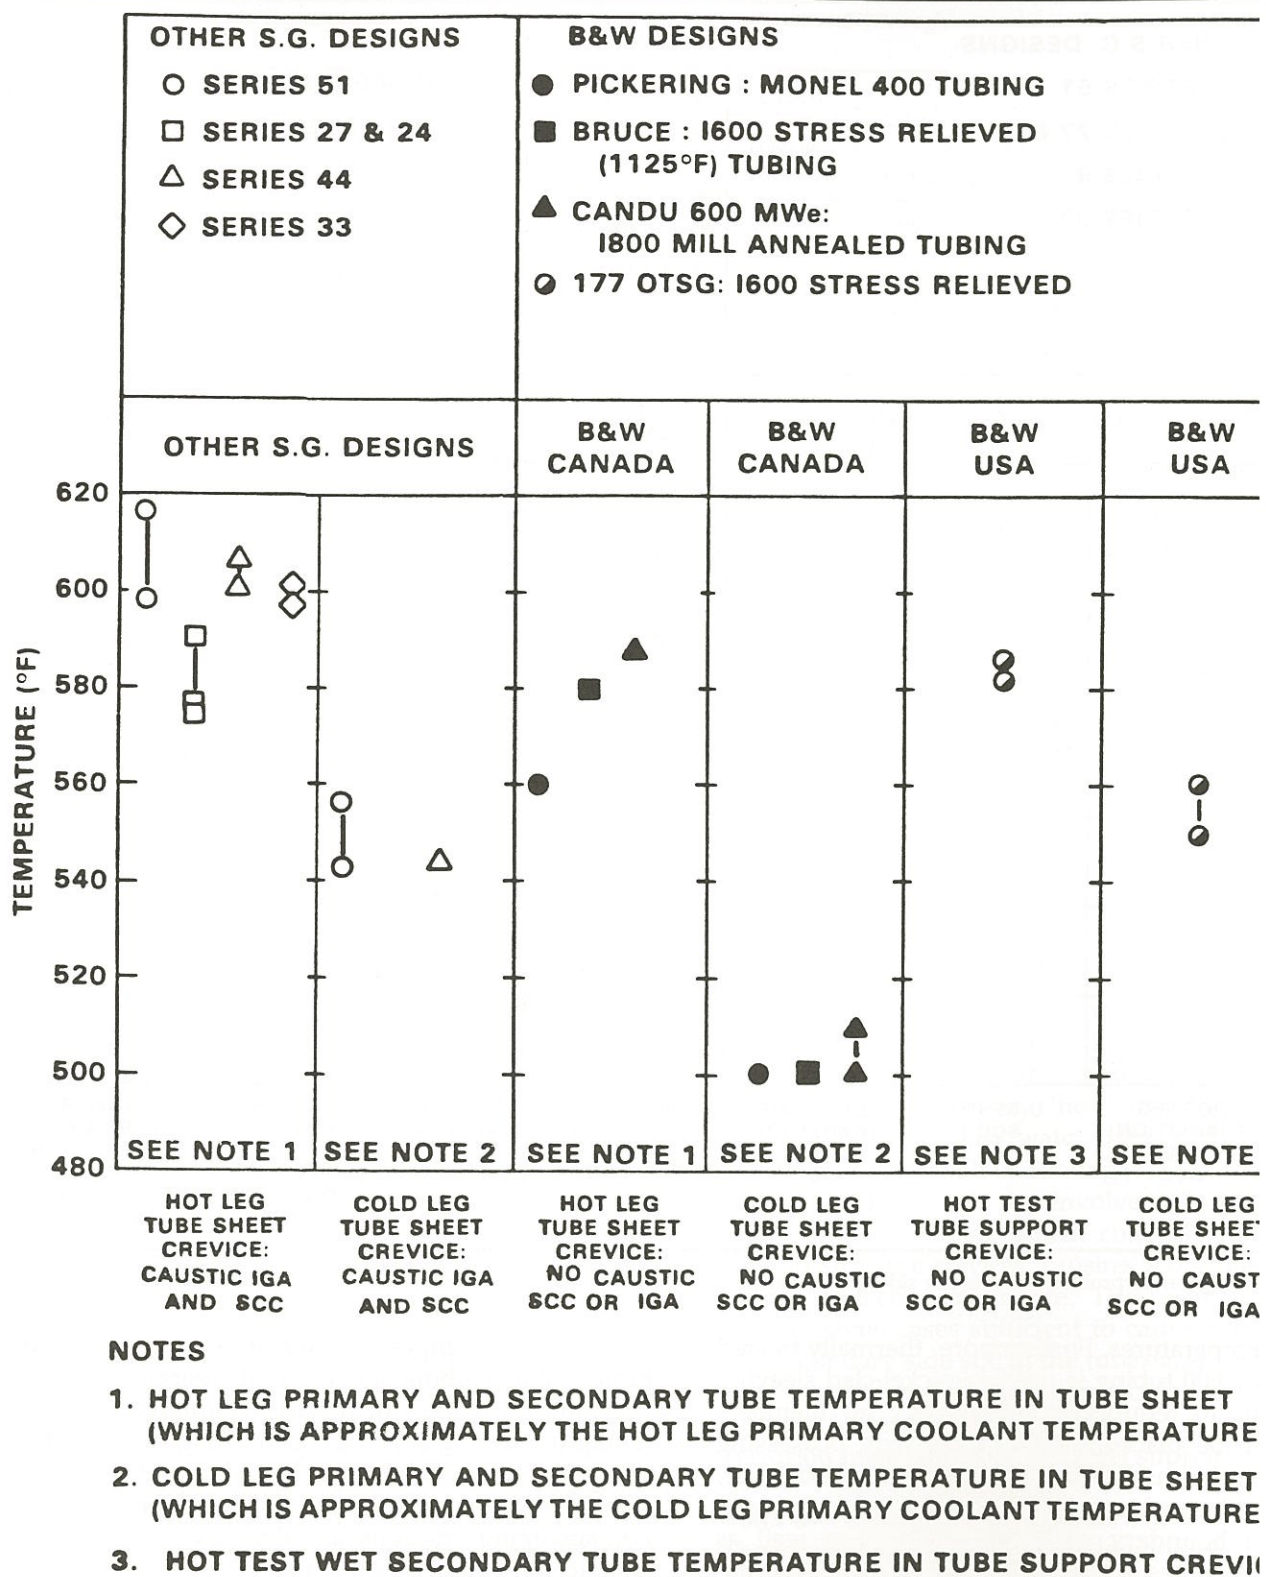 OTHER S.G. DESIGNS
SERIES 51
SERIES 27 & 24
SERIES 44
SERIES 33
B&W DESIGNS
PICKERING : MONEL 400 TUBING
BRUCE : I600 STRESS RELIEVED
(1125°F) TUBING
CANDU 600 MWe:
I800 MILL ANNEALED TUBING
177 OTSG: I600 STRESS RELIEVED
OTHER S.G. DESIGNS
B&W
CANADA
B&W
CANADA
B&W
USA
B&W
USA
TEMPERATURE (°F)
620
600
580
560
540
520
500
480
SEE NOTE 1
SEE NOTE 2
SEE NOTE 1
SEE NOTE 2
SEE NOTE 3
SEE NOTE
HOT LEG
TUBE SHEET
CREVICE:
CAUSTIC IGA
AND SCC
COLD LEG
TUBE SHEET
CREVICE:
CAUSTIC IGA
AND SCC
HOT LEG
TUBE SHEET
CREVICE:
NO CAUSTIC
SCC OR IGA
COLD LEG
TUBE SHEET
CREVICE:
NO CAUSTIC
SCC OR IGA
HOT TEST
TUBE SUPPORT
CREVICE:
NO CAUSTIC
SCC OR IGA
COLD LEG
TUBE SHEE
CREVICE:
NO CAUST
SCC OR IGA
NOTES
1. HOT LEG PRIMARY AND SECONDARY TUBE TEMPERATURE IN TUBE SHEET
(WHICH IS APPROXIMATELY THE HOT LEG PRIMARY COOLANT TEMPERATURE
2. COLD LEG PRIMARY AND SECONDARY TUBE TEMPERATURE IN TUBE SHEET
(WHICH IS APPROXIMATELY THE COLD LEG PRIMARY COOLANT TEMPERATURE
3. HOT TEST WET SECONDARY TUBE TEMPERATURE IN TUBE SUPPORT CREVI